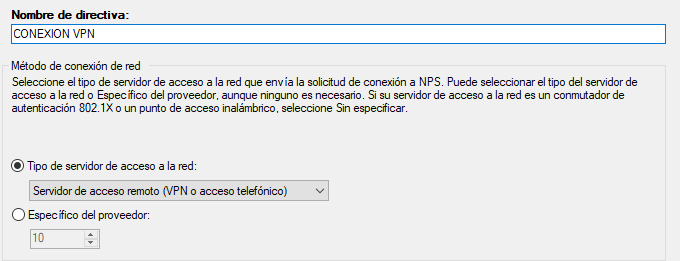 Nombre de directiva:
CONEXION VPN
Método de conexión de red
Seleccione el tipo de servidor de acceso a la red que envía la solicitud de conexión a NPS. Puede seleccionar el tipo del servidor de
acceso a la red o Específico del proveedor, aunque ninguno es necesario. Si su servidor de acceso a la red es un conmutador de
autenticación 802.1X o un punto de acceso inalámbrico, seleccione Sin especificar.
Tipo de servidor de acceso a la red:
Servidor de acceso remoto (VPN o acceso telefónico)
Específico del proveedor:
10